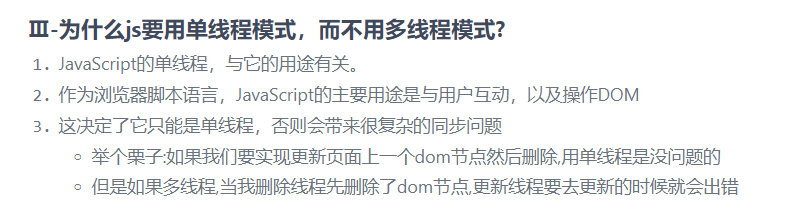 Ⅲ-为什么js要用单线程模式，而不用多线程模式?
1. JavaScript的单线程，与它的用途有关。
2. 作为浏览器脚本语言，JavaScript的主要用途是与用户互动，以及操作DOM
3. 这决定了它只能是单线程，否则会带来很复杂的同步问题
○ 举个栗子:如果我们要实现更新页面上一个dom节点然后删除,用单线程是没问题的
○ 但是如果多线程,当我删除线程先删除了dom节点,更新线程要去更新的时候就会出错